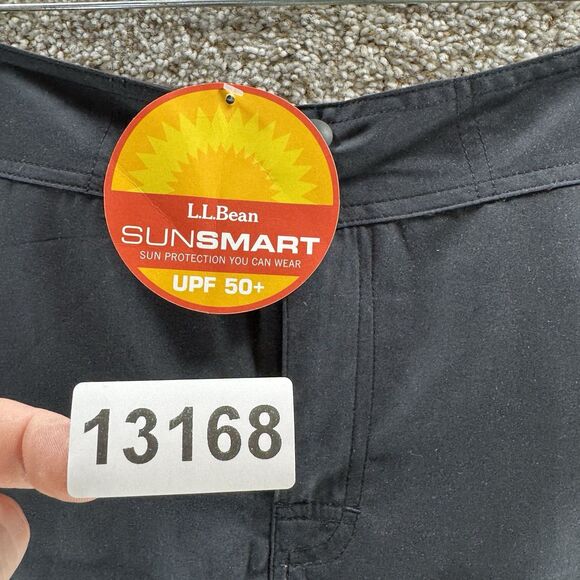 L.L.Bean
SUNSMART
SUN PROTECTION YOU CAN WEAR
UPF 50+
13168